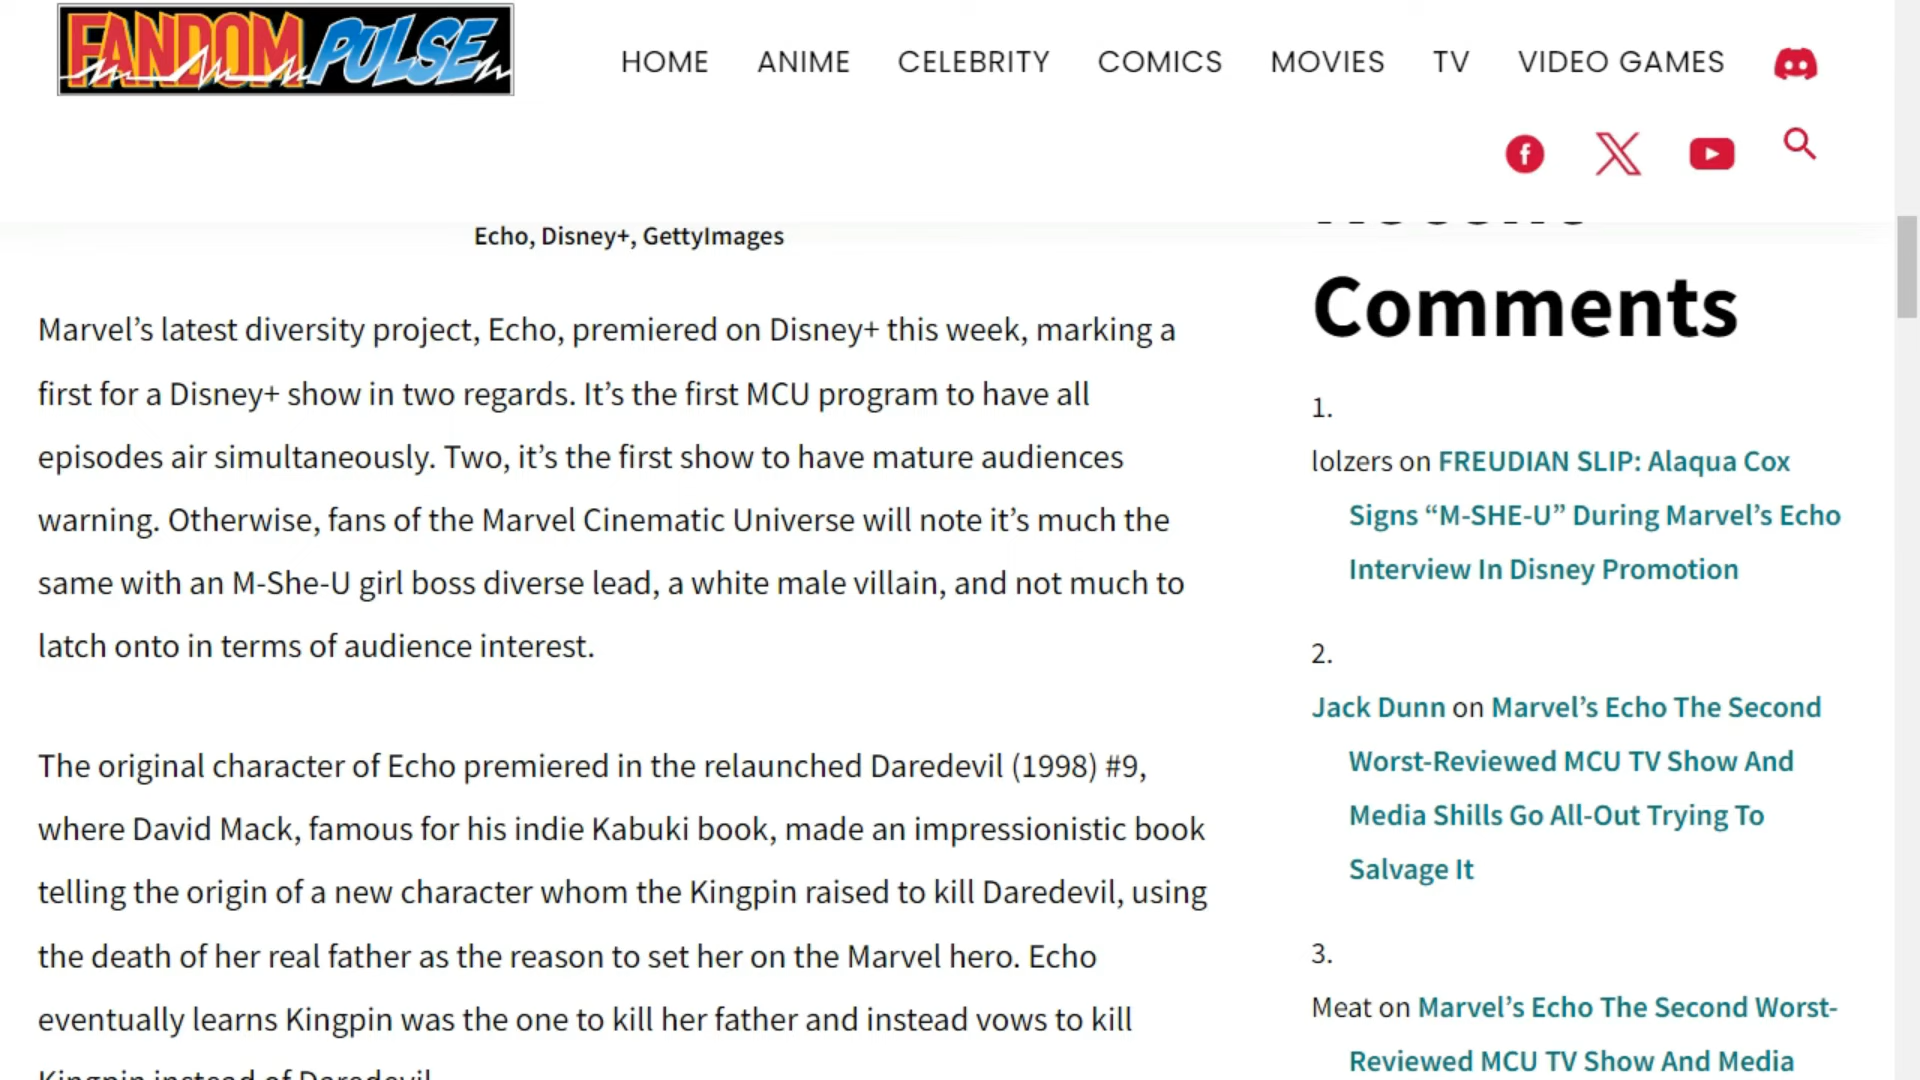 FANDOM PULSE
HOME ANIME CELEBRITY COMICS MOVIES TV VIDEO GAMES
Echo, Disney+, GettyImages
Marvel’s latest diversity project, Echo, premiered on Disney+ this week, marking a
first for a Disney+ show in two regards. It’s the first MCU program to have all
episodes air simultaneously. Two, it’s the first show to have mature audiences
warning. Otherwise, fans of the Marvel Cinematic Universe will note it’s much the
same with an M-She-U girl boss diverse lead, a white male villain, and not much to
latch onto in terms of audience interest.
The original character of Echo premiered in the relaunched Daredevil (1998) #9,
where David Mack, famous for his indie Kabuki book, made an impressionistic book
telling the origin of a new character whom the Kingpin raised to kill Daredevil, using
the death of her real father as the reason to set her on the Marvel hero. Echo
eventually learns Kingpin was the one to kill her father and instead vows to kill
Kingpin instead of Daredevil.
Comments
1.
lolzers on FREUDIAN SLIP: Alaqua Cox
Signs “M-SHE-U” During Marvel’s Echo
Interview In Disney Promotion
2.
Jack Dunn on Marvel’s Echo The Second
Worst-Reviewed MCU TV Show And
Media Shills Go All-Out Trying To
Salvage It
3.
Meat on Marvel’s Echo The Second Worst-
Reviewed MCU TV Show And Media